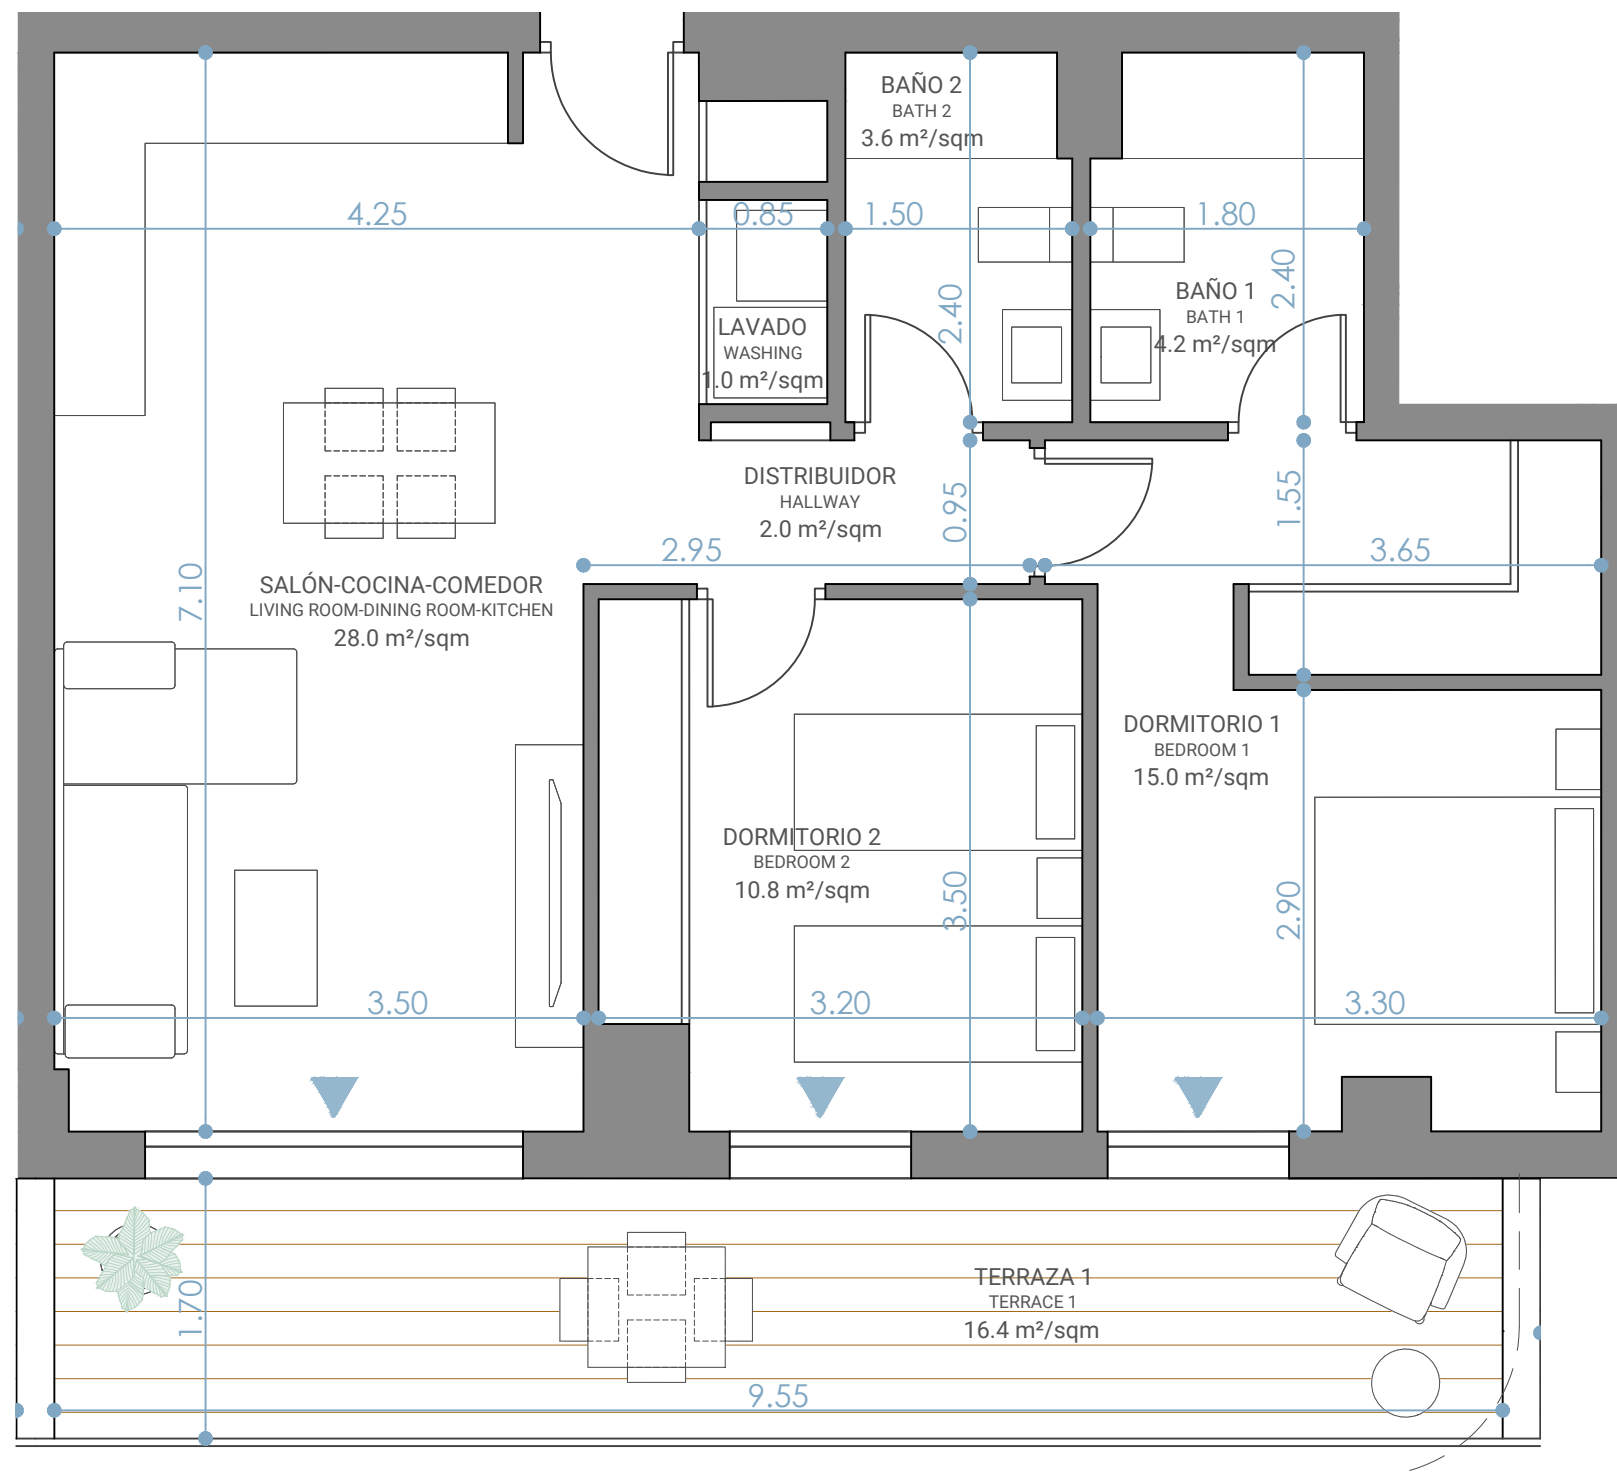 BAÑO 2
BATH 2
3.6 m²/sqm
4.25
0.85
1.50
1.80
2.40
2.40
BAÑO 1
BATH 1
4.2 m²/sqm
LAVADO
WASHING
1.0 m²/sqm
DISTRIBUIDOR
HALLWAY
2.0 m²/sqm
0.95
1.55
2.95
3.65
7.10
SALÓN-COCINA-COMEDOR
LIVING ROOM-DINING ROOM-KITCHEN
28.0 m²/sqm
DORMITORIO 1
BEDROOM 1
15.0 m²/sqm
DORMITORIO 2
BEDROOM 2
10.8 m²/sqm
3.50
2.90
3.50
3.20
3.30
TERRAZA 1
TERRACE 1
16.4 m²/sqm
1.70
9.55